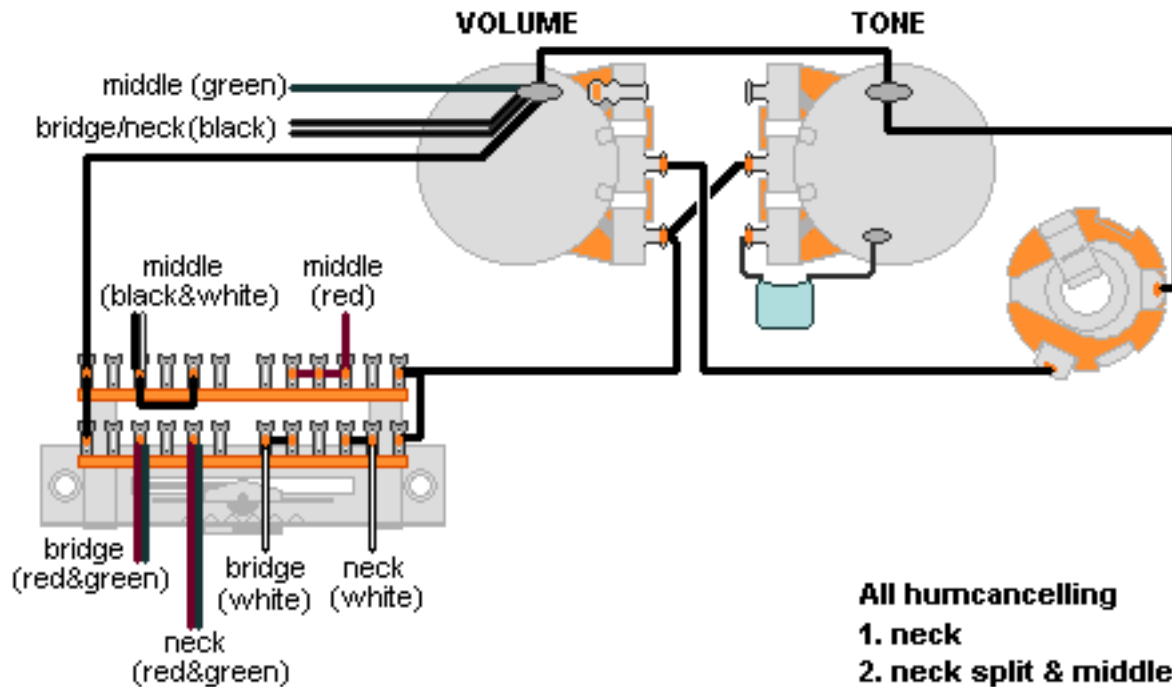 VOLUME
TONE
middle (green)
bridge/neck(black)
middle
(black&white)
middle
(red)
bridge
(red&green)
neck
(red&green)
bridge
(white)
neck
(white)
All humcancelling
1. neck
2. neck split & middle